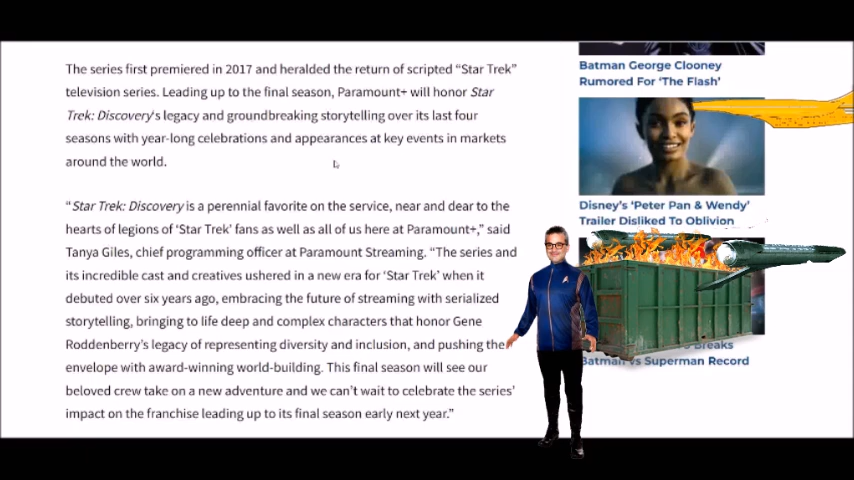 The series first premiered in 2017 and heralded the return of scripted “Star Trek”
television series. Leading up to the final season, Paramount+ will honor Star
Trek: Discovery's legacy and groundbreaking storytelling over its last four
seasons with year-long celebrations and appearances at key events in markets
around the world.
“Star Trek: Discovery is a perennial favorite on the service, near and dear to the
hearts of legions of ‘Star Trek’ fans as well as all of us here at Paramount+,” said
Tanya Giles, chief programming officer at Paramount Streaming. “The series and
its incredible cast and creatives ushered in a new era for ‘Star Trek’ when it
debuted over six years ago, embracing the future of streaming with serialized
storytelling, bringing to life deep and complex characters that honor Gene
Roddenberry’s legacy of representing diversity and inclusion, and pushing the
envelope with award-winning world-building. This final season will see our
beloved crew take on a new adventure and we can’t wait to celebrate the series’
impact on the franchise leading up to its final season early next year.”
Batman George Clooney
Rumored For ‘The Flash’
Disney’s ‘Peter Pan & Wendy’
Trailer Disliked To Oblivion
Breaks
Batman vs Superman Record